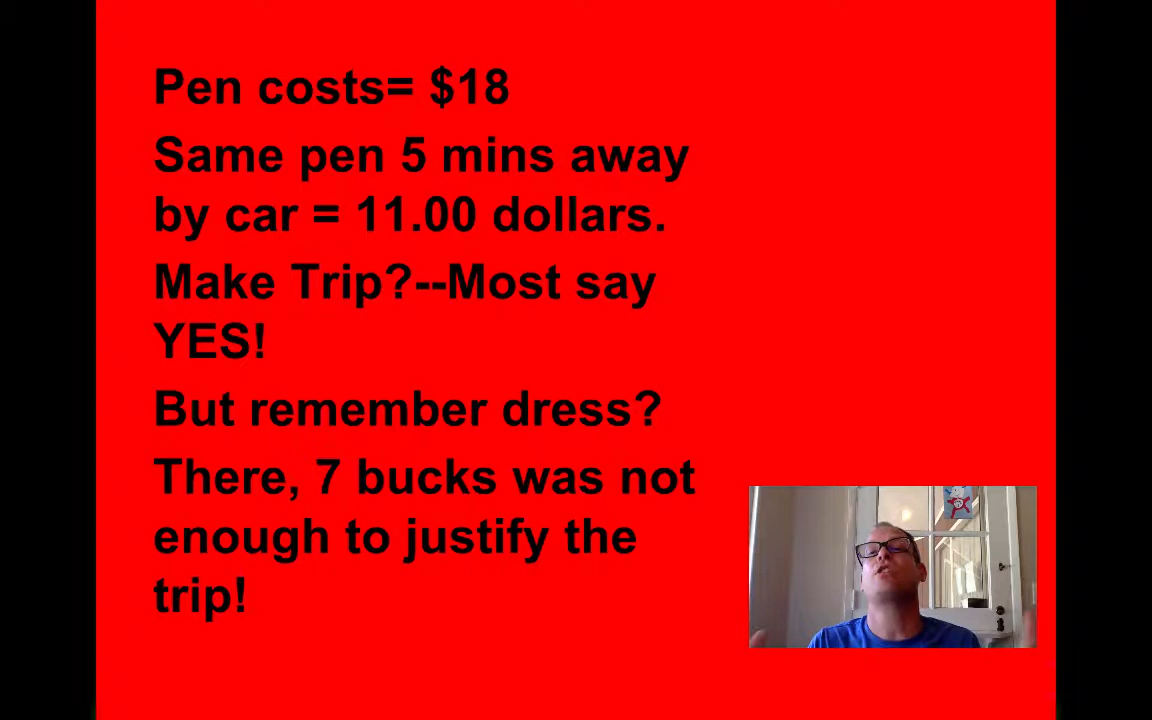 Pen costs= $18
Same pen 5 mins away
by car = 11.00 dollars.
Make Trip?--Most say
YES!
But remember dress?
There, 7 bucks was not
enough to justify the
trip!